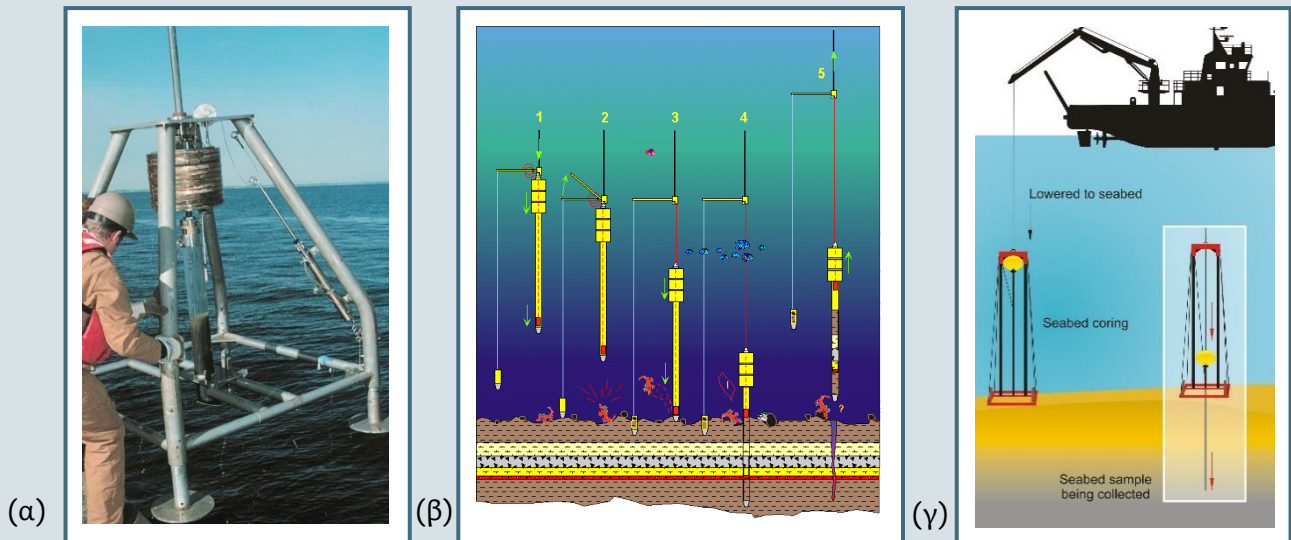 1
2
3
4
5
?
Lowered to seabed
Seabed coring
Seabed sample
being collected
(α)
(β)
(γ)